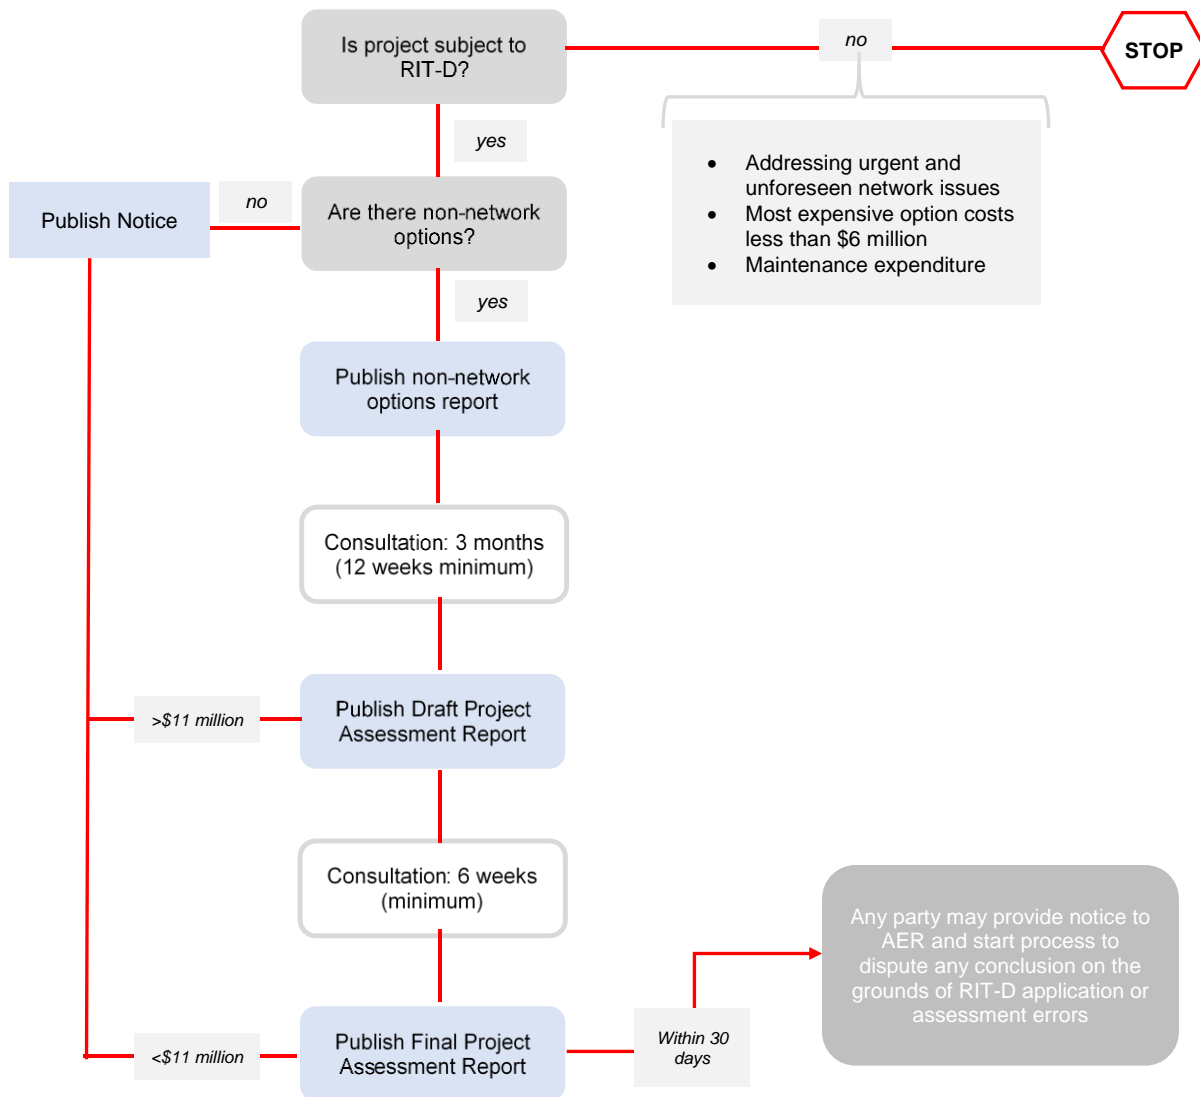 Is project subject to
RIT-D?
no
STOP
yes
• Addressing urgent and
unforeseen network issues
• Most expensive option costs
less than $6 million
• Maintenance expenditure
Publish Notice
no
Are there non-network
options?
yes
Publish non-network
options report
Consultation: 3 months
(12 weeks minimum)
>$11 million
Publish Draft Project
Assessment Report
Consultation: 6 weeks
(minimum)
Any party may provide notice to
AER and start process to
dispute any conclusion on the
grounds of RIT-D application or
assessment errors
<$11 million
Publish Final Project
Assessment Report
Within 30
days